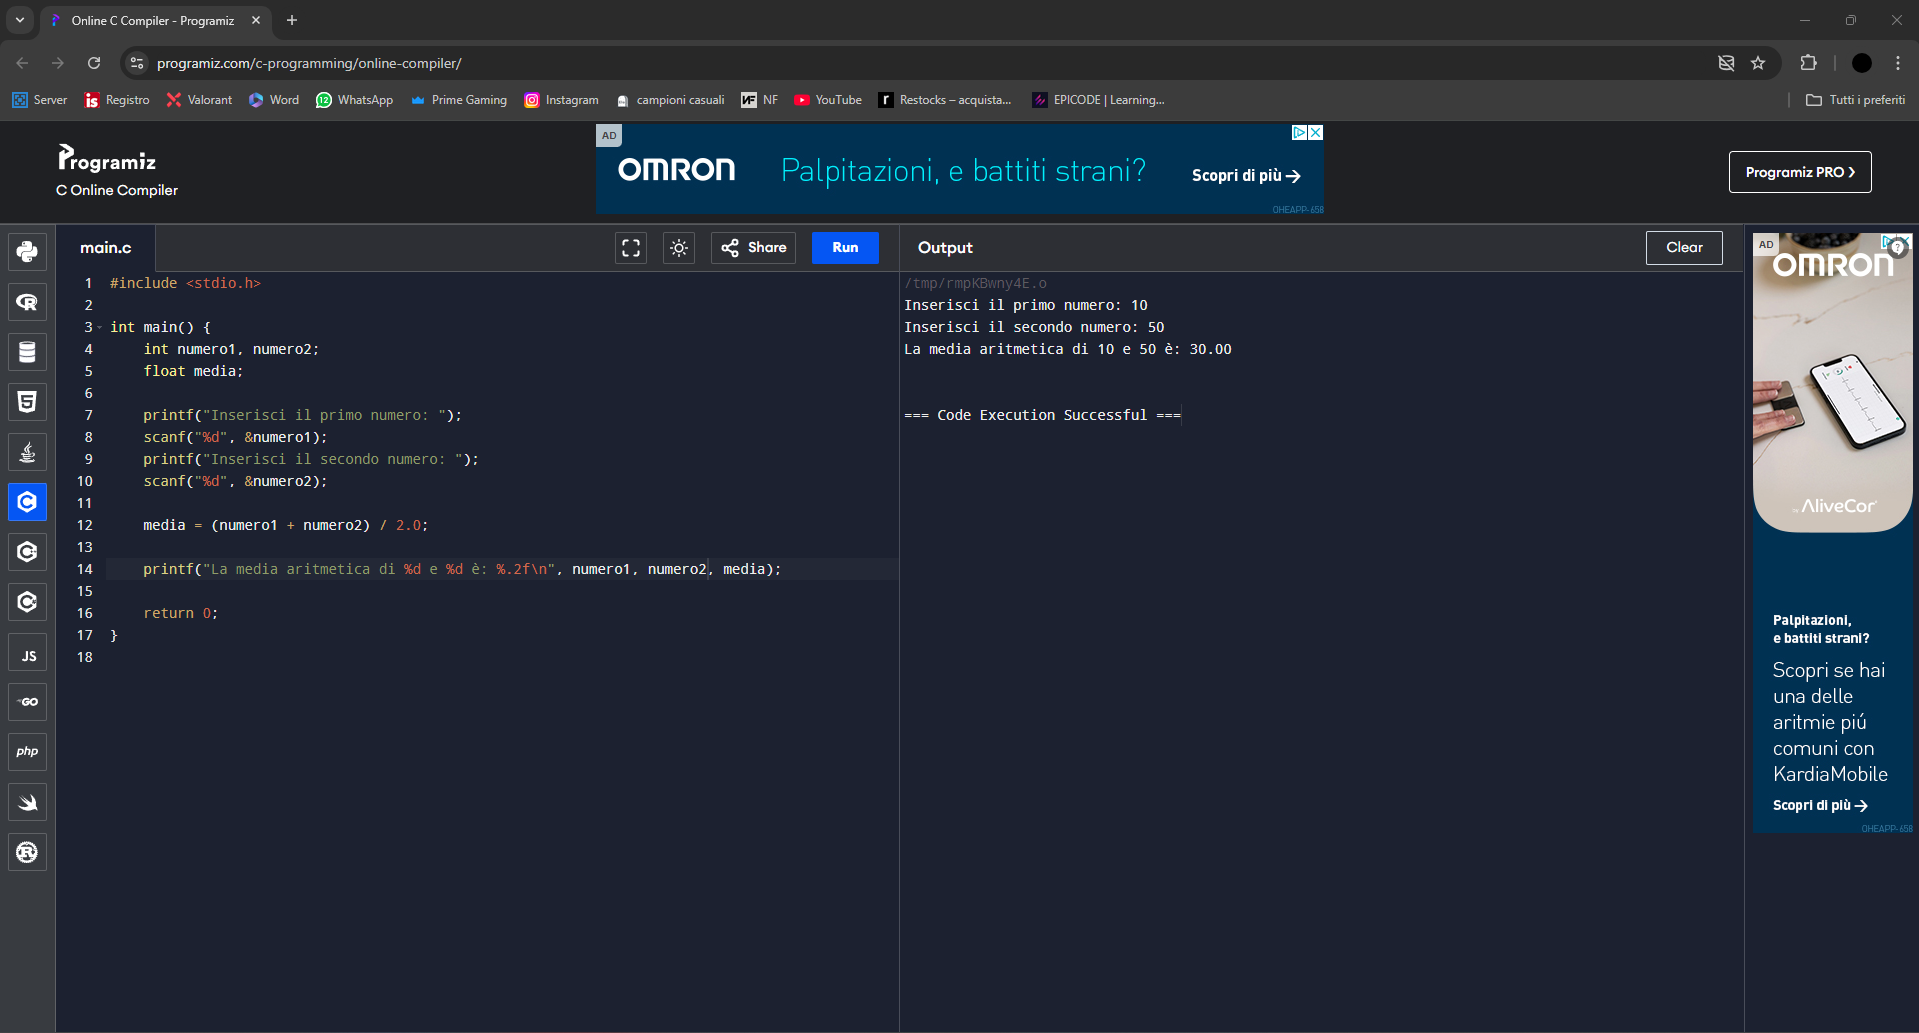 Online C Compiler - Programiz
programiz.com/c-programming/online-compiler/
Server
Registro
Valorant
Word
WhatsApp
Prime Gaming
Instagram
campioni casuali
NF
YouTube
Restocks – acquista...
EPICODE | Learning...
Tutti i preferiti
Programiz
C Online Compiler
AD
OMRON
Palpitazioni, e battiti strani?
Scopri di più →
OHEAPP-658
Programiz PRO ❯
main.c
Share
Run
Output
Clear
1 #include <stdio.h>
2
3 int main() {
4     int numero1, numero2;
5     float media;
6
7     printf("Inserisci il primo numero: ");
8     scanf("%d", &numero1);
9     printf("Inserisci il secondo numero: ");
10     scanf("%d", &numero2);
11
12     media = (numero1 + numero2) / 2.0;
13
14     printf("La media aritmetica di %d e %d è: %.2f\n", numero1, numero2, media);
15
16     return 0;
17 }
18
/tmp/rmpKBwny4E.o
Inserisci il primo numero: 10
Inserisci il secondo numero: 50
La media aritmetica di 10 e 50 è: 30.00
=== Code Execution Successful ===
JS
GO
php
AD
OMRON
AliveCor
Palpitazioni,
e battiti strani?
Scopri se hai
una delle
aritmie piú
comuni con
KardiaMobile
Scopri di più →
OHEAPP-658